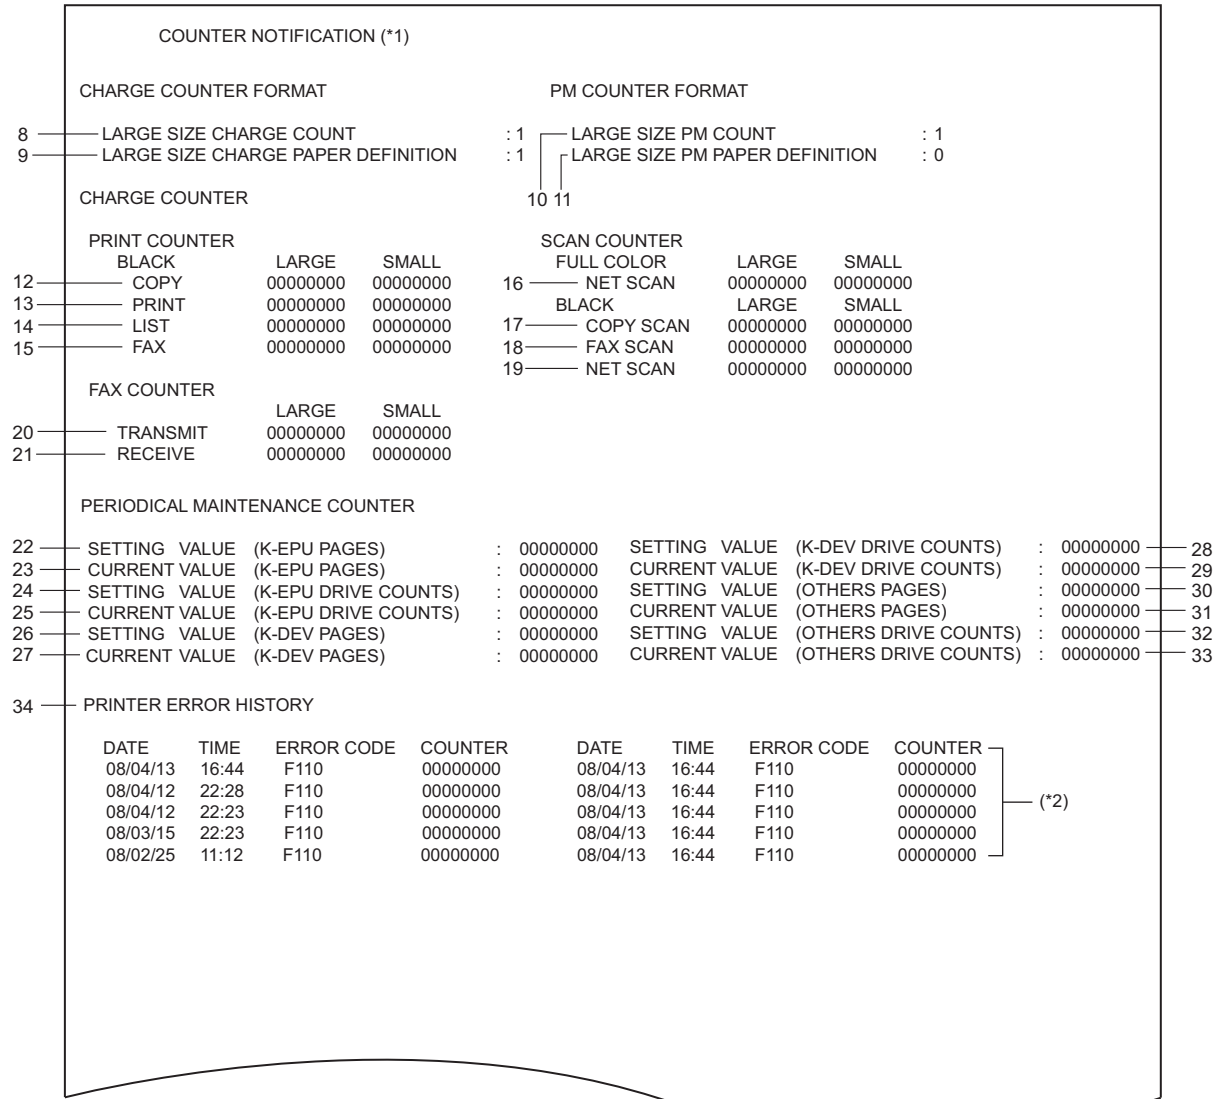 COUNTER NOTIFICATION (*1)
CHARGE COUNTER FORMAT PM COUNTER FORMAT
8 LARGE SIZE CHARGE COUNT : 1 LARGE SIZE PM COUNT : 1
9 LARGE SIZE CHARGE PAPER DEFINITION : 1 LARGE SIZE PM PAPER DEFINITION : 0
CHARGE COUNTER 10 11
PRINT COUNTER SCAN COUNTER
BLACK LARGE SMALL FULL COLOR LARGE SMALL
12 COPY 00000000 00000000 16 NET SCAN 00000000 00000000
13 PRINT 00000000 00000000 BLACK LARGE SMALL
14 LIST 00000000 00000000 17 COPY SCAN 00000000 00000000
15 FAX 00000000 00000000 18 FAX SCAN 00000000 00000000
19 NET SCAN 00000000 00000000
FAX COUNTER
LARGE SMALL
20 TRANSMIT 00000000 00000000
21 RECEIVE 00000000 00000000
PERIODICAL MAINTENANCE COUNTER
22 SETTING VALUE (K-EPU PAGES) : 00000000 SETTING VALUE (K-DEV DRIVE COUNTS) : 00000000 28
23 CURRENT VALUE (K-EPU PAGES) : 00000000 CURRENT VALUE (K-DEV DRIVE COUNTS) : 00000000 29
24 SETTING VALUE (K-EPU DRIVE COUNTS) : 00000000 SETTING VALUE (OTHERS PAGES) : 00000000 30
25 CURRENT VALUE (K-EPU DRIVE COUNTS) : 00000000 CURRENT VALUE (OTHERS PAGES) : 00000000 31
26 SETTING VALUE (K-DEV PAGES) : 00000000 SETTING VALUE (OTHERS DRIVE COUNTS) : 00000000 32
27 CURRENT VALUE (K-DEV PAGES) : 00000000 CURRENT VALUE (OTHERS DRIVE COUNTS) : 00000000 33
34 PRINTER ERROR HISTORY
DATE TIME ERROR CODE COUNTER DATE TIME ERROR CODE COUNTER
08/04/13 16:44 F110 00000000 08/04/13 16:44 F110 00000000
08/04/12 22:28 F110 00000000 08/04/13 16:44 F110 00000000
(*2)
08/04/12 22:23 F110 00000000 08/04/13 16:44 F110 00000000
08/03/15 22:23 F110 00000000 08/04/13 16:44 F110 00000000
08/02/25 11:12 F110 00000000 08/04/13 16:44 F110 00000000